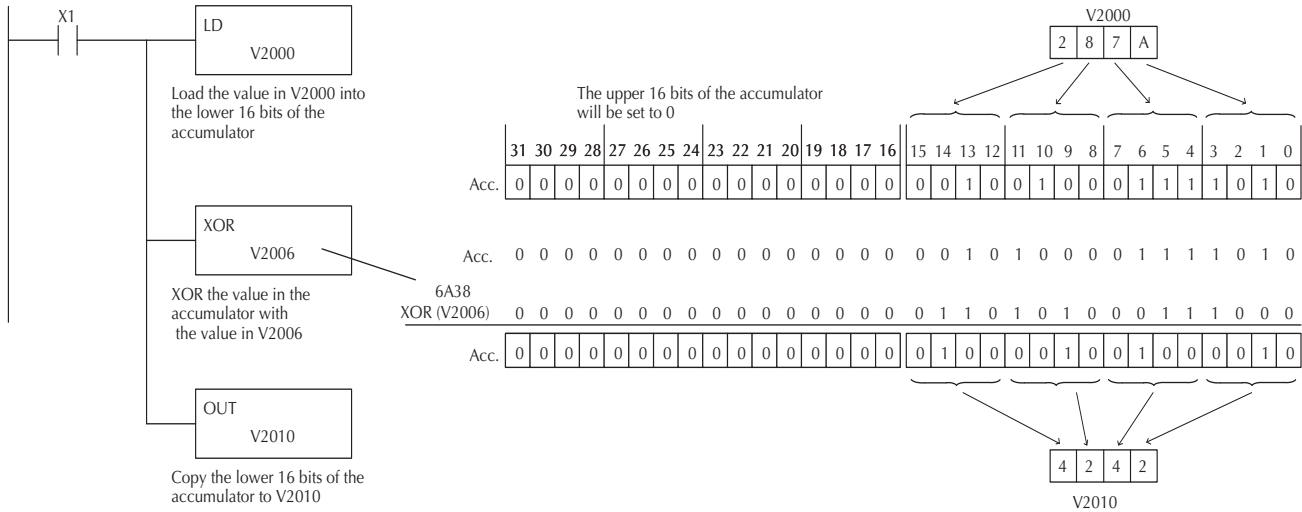 X1
LD
V2000
Load the value in V2000 into
the lower 16 bits of the
accumulator
V2000
2 8 7 A
The upper 16 bits of the accumulator
will be set to 0
31 30 29 28 27 26 25 24 23 22 21 20 19 18 17 16 15 14 13 12 11 10 9 8 7 6 5 4 3 2 1 0
Acc. 0 0 0 0 0 0 0 0 0 0 0 0 0 0 0 0 0 0 1 0 0 1 0 0 0 1 1 1 1 0 1 0
XOR
V2006
XOR the value in the
accumulator with
the value in V2006
Acc. 0 0 0 0 0 0 0 0 0 0 0 0 0 0 0 0 0 0 1 0 1 0 0 0 0 1 1 1 1 0 1 0
6A38
XOR (V2006) 0 0 0 0 0 0 0 0 0 0 0 0 0 0 0 0 0 1 1 0 1 0 1 0 0 0 1 1 1 0 0 0
Acc. 0 0 0 0 0 0 0 0 0 0 0 0 0 0 0 0 0 1 0 0 0 0 1 0 0 1 0 0 0 0 1 0
OUT
V2010
Copy the lower 16 bits of the
accumulator to V2010
4 2 4 2
V2010